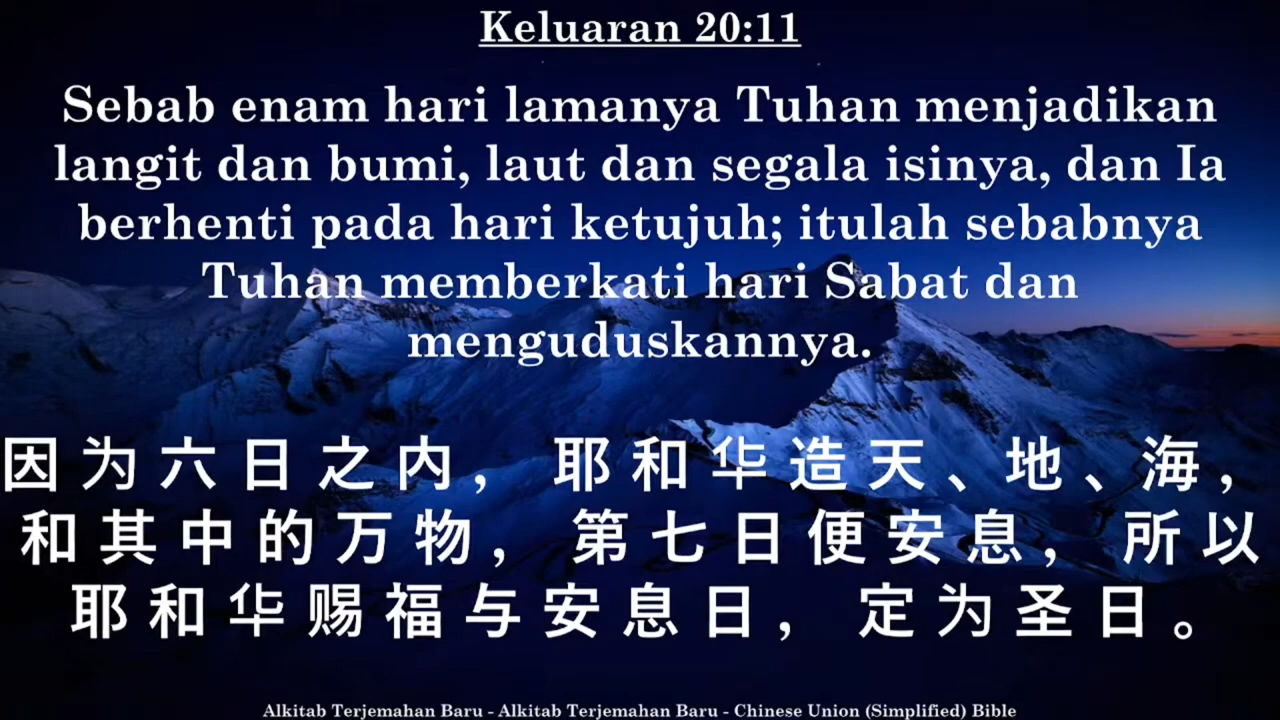 Keluaran 20:11
Sebab enam hari lamanya Tuhan menjadikan
langit dan bumi, laut dan segala isinya, dan Ia
berhenti pada hari ketujuh; itulah sebabnya
Tuhan memberkati hari Sabat dan
menguduskannya.
因为六日之内，耶和华造天、地、海，
和其中的万物，第七日便安息，所以
耶和华赐福与安息日，定为圣日。
Alkitab Terjemahan Baru - Alkitab Terjemahan Baru - Chinese Union (Simplified) Bible